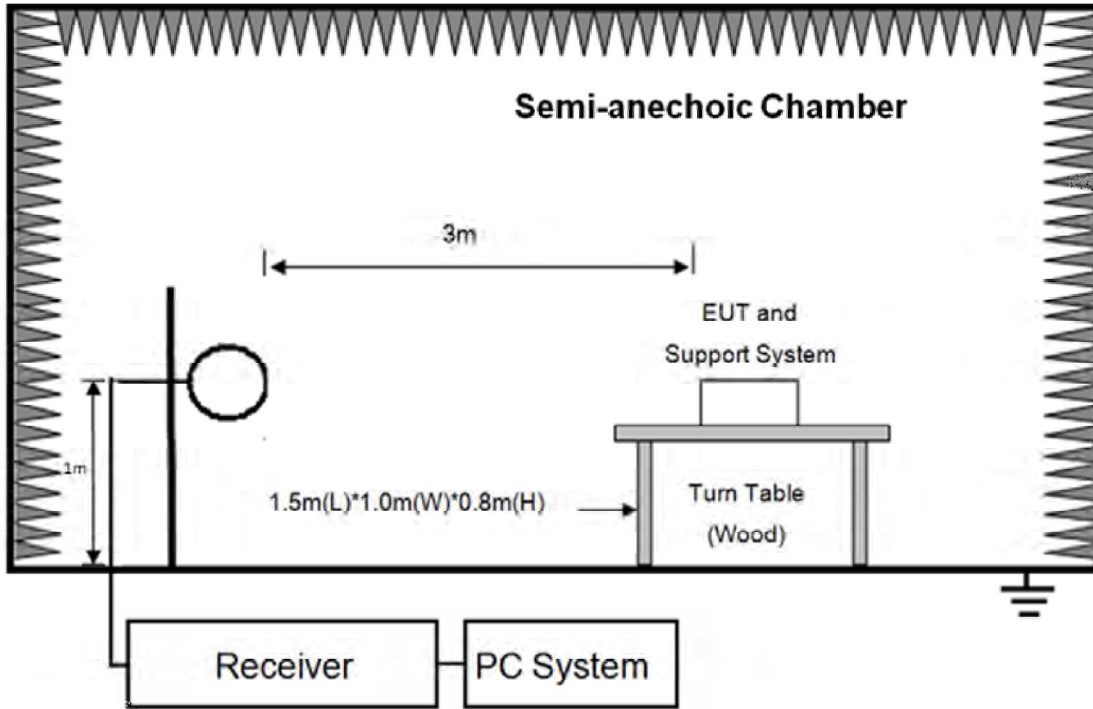 Semi-anechoic Chamber
3m
EUT and
Support System
1m
1.5m(L)*1.0m(W)*0.8m(H)
Turn Table
(Wood)
Receiver
PC System